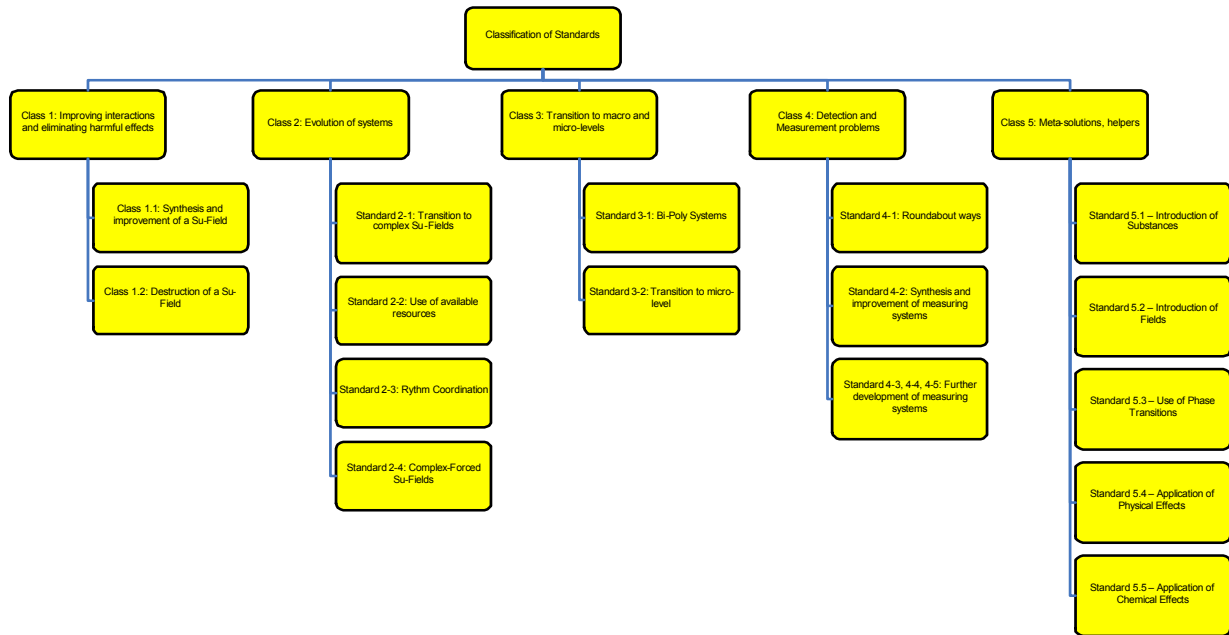 Classification of Standards
Class 1: Improving interactions
and eliminating harmful effects
Class 2: Evolution of systems
Class 3: Transition to macro and
micro-levels
Class 4: Detection and
Measurement problems
Class 5: Meta-solutions, helpers
Class 1.1: Synthesis and
improvement of a Su-Field
Class 1.2: Destruction of a Su-
Field
Standard 2-1: Transition to
complex Su-Fields
Standard 2-2: Use of available
resources
Standard 2-3: Rythm Coordination
Standard 2-4: Complex-Forced
Su-Fields
Standard 3-1: Bi-Poly Systems
Standard 3-2: Transition to micro-
level
Standard 4-1: Roundabout ways
Standard 4-2: Synthesis and
improvement of measuring
systems
Standard 4-3, 4-4, 4-5: Further
development of measuring
systems
Standard 5.1 – Introduction of
Substances
Standard 5.2 – Introduction of
Fields
Standard 5.3 – Use of Phase
Transitions
Standard 5.4 – Application of
Physical Effects
Standard 5.5 – Application of
Chemical Effects